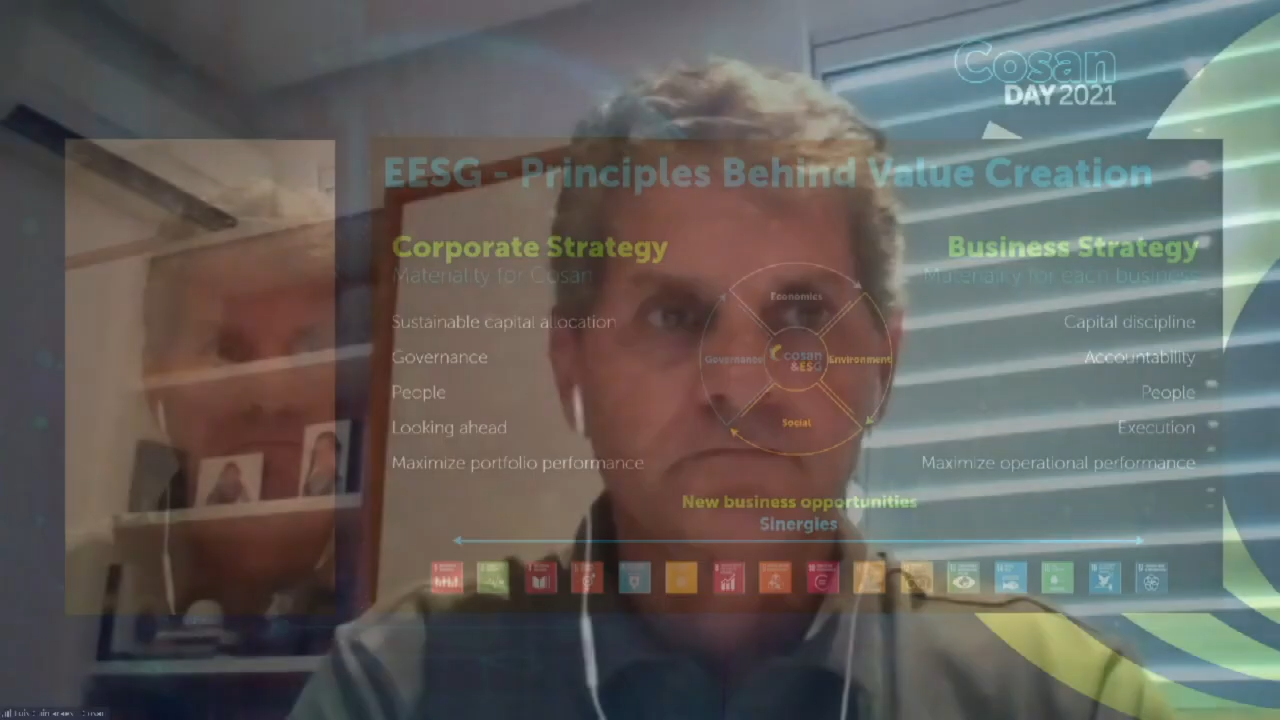 Cosan
DAY 2021
EESG - Principles Behind Value Creation
Corporate Strategy
Materiality for Cosan
Sustainable capital allocation
Governance
People
Looking ahead
Maximize portfolio performance
Business Strategy
Materiality for each business
Capital discipline
Accountability
People
Execution
Maximize operational performance
Economics
Governance
cosan
&ESG
Environment
Social
New business opportunities
Sinergies